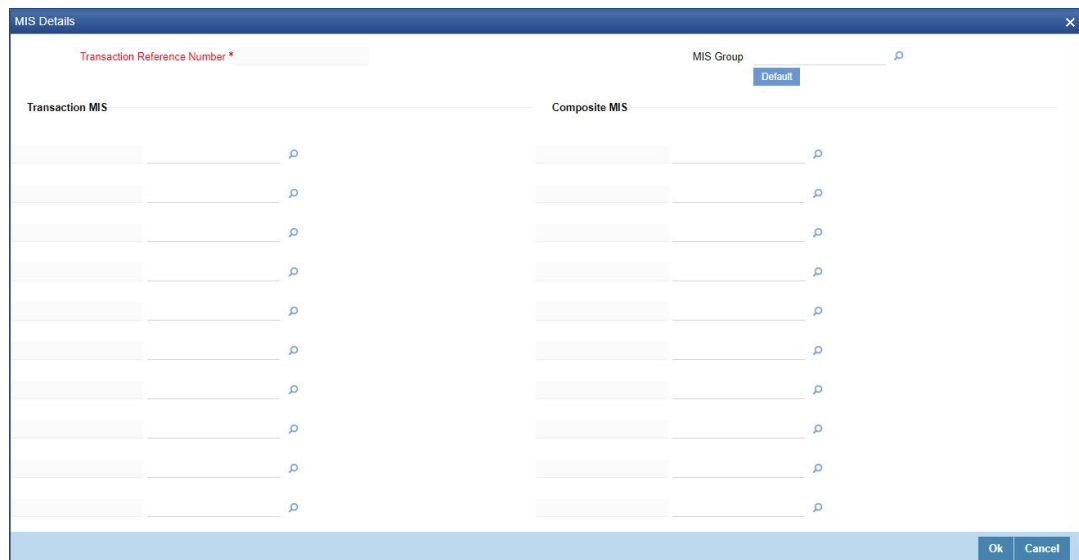 MIS Details
Transaction Reference Number * MIS Group
Default
Transaction MIS Composite MIS
Ok Cancel